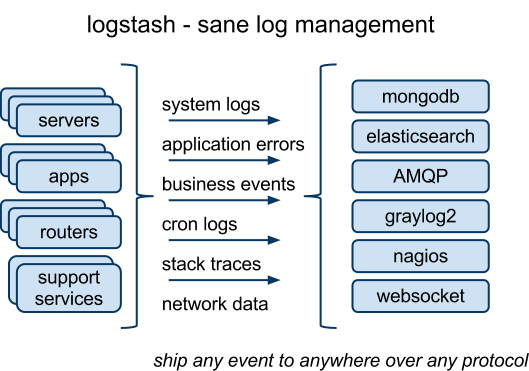 logstash - sane log management
servers
apps
routers
support
services
system logs
application errors
business events
cron logs
stack traces
network data
mongodb
elasticsearch
AMQP
graylog2
nagios
websocket
ship any event to anywhere over any protocol